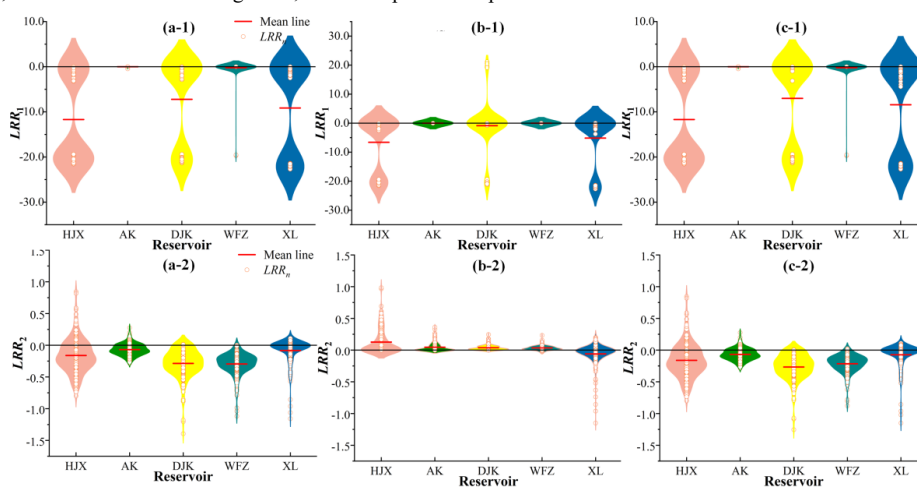 (a-1)
Mean line
LRRn
10.0
0.0
-10.0
-20.0
-30.0
LRR1
HJX AK DJK WFZ XL
Reservoir
(b-1)
30.0
20.0
10.0
0.0
-10.0
-20.0
-30.0
LRR1
HJX AK DJK WFZ XL
Reservoir
(c-1)
10.0
0.0
-10.0
-20.0
-30.0
LRR1
HJX AK DJK WFZ XL
Reservoir
(a-2)
Mean line
LRRn
1.0
0.5
0.0
-0.5
-1.0
-1.5
LRR2
HJX AK DJK WFZ XL
Reservoir
(b-2)
1.5
1.0
0.5
0.0
-0.5
-1.0
-1.5
LRR2
HJX AK DJK WFZ XL
Reservoir
(c-2)
1.0
0.5
0.0
-0.5
-1.0
-1.5
LRR2
HJX AK DJK WFZ XL
Reservoir